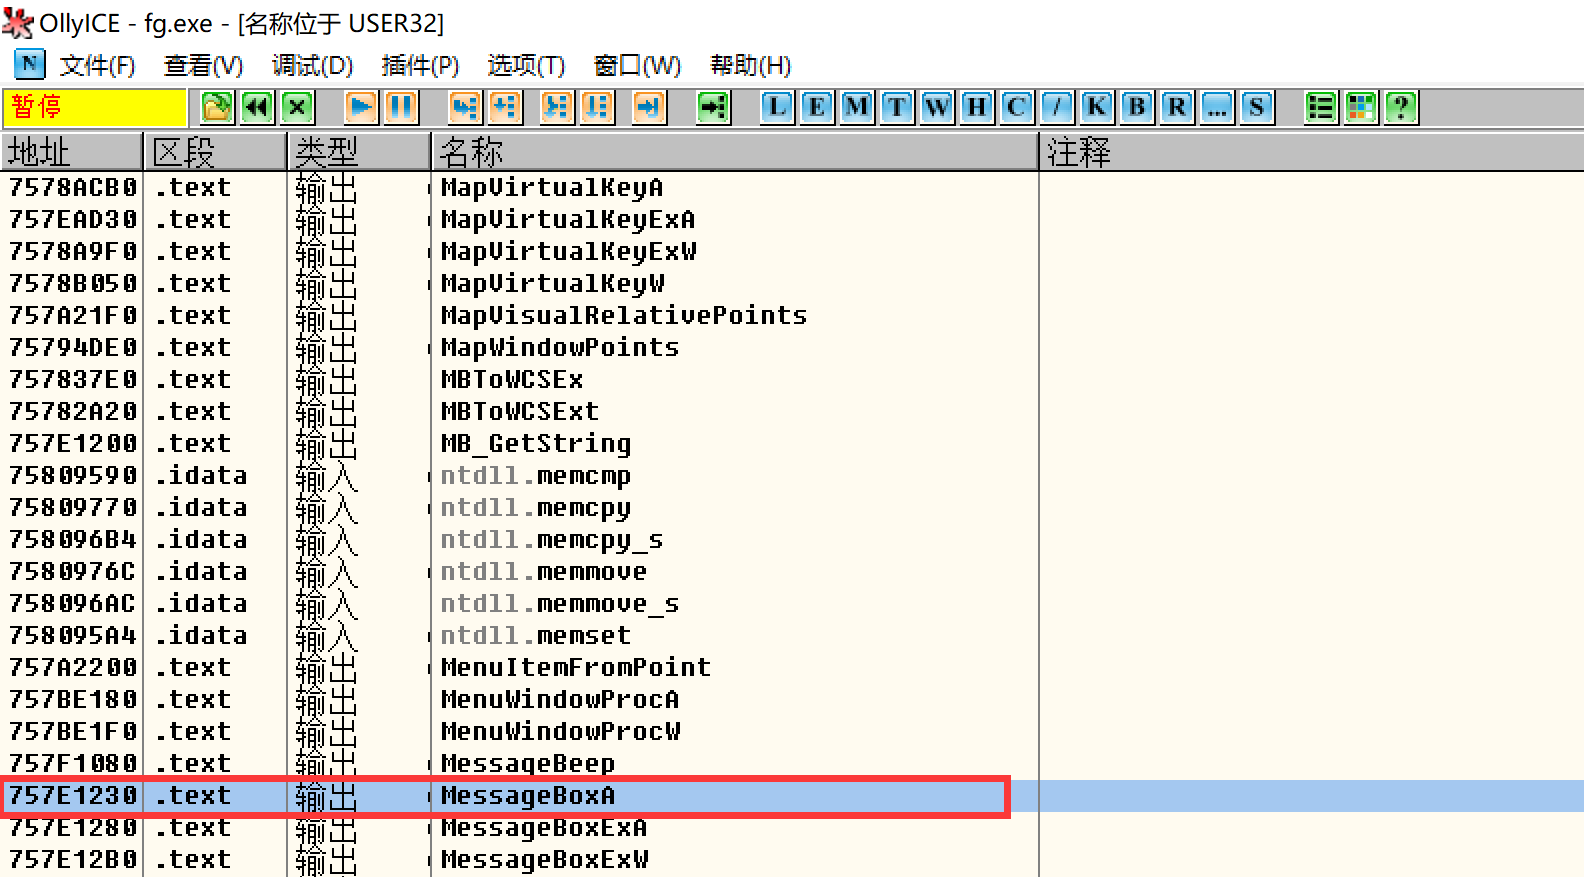 OllyICE - fg.exe - [名称位于 USER32]
N 文件(F) 查看(V) 调试(D) 插件(P) 选项(T) 窗口(W) 帮助(H)
暂停 L E M T W H C / K B R ... S ?
地址 区段 类型 名称 注释
7578ACB0 .text 输出 MapVirtualKeyA
757EAD30 .text 输出 MapVirtualKeyExA
7578A9F0 .text 输出 MapVirtualKeyExW
7578B050 .text 输出 MapVirtualKeyW
757A21F0 .text 输出 MapVisualRelativePoints
75794DE0 .text 输出 MapWindowPoints
757837E0 .text 输出 MBToWCSEx
75782A20 .text 输出 MBToWCSExt
757E1200 .text 输出 MB_GetString
75809590 .idata 输入 ntdll.memcmp
75809770 .idata 输入 ntdll.memcpy
758096B4 .idata 输入 ntdll.memcpy_s
7580976C .idata 输入 ntdll.memmove
758096AC .idata 输入 ntdll.memmove_s
758095A4 .idata 输入 ntdll.memset
757A2200 .text 输出 MenuItemFromPoint
757BE180 .text 输出 MenuWindowProcA
757BE1F0 .text 输出 MenuWindowProcW
757F1080 .text 输出 MessageBeep
757E1230 .text 输出 MessageBoxA
757E1280 .text 输出 MessageBoxExA
757E12B0 .text 输出 MessageBoxExW